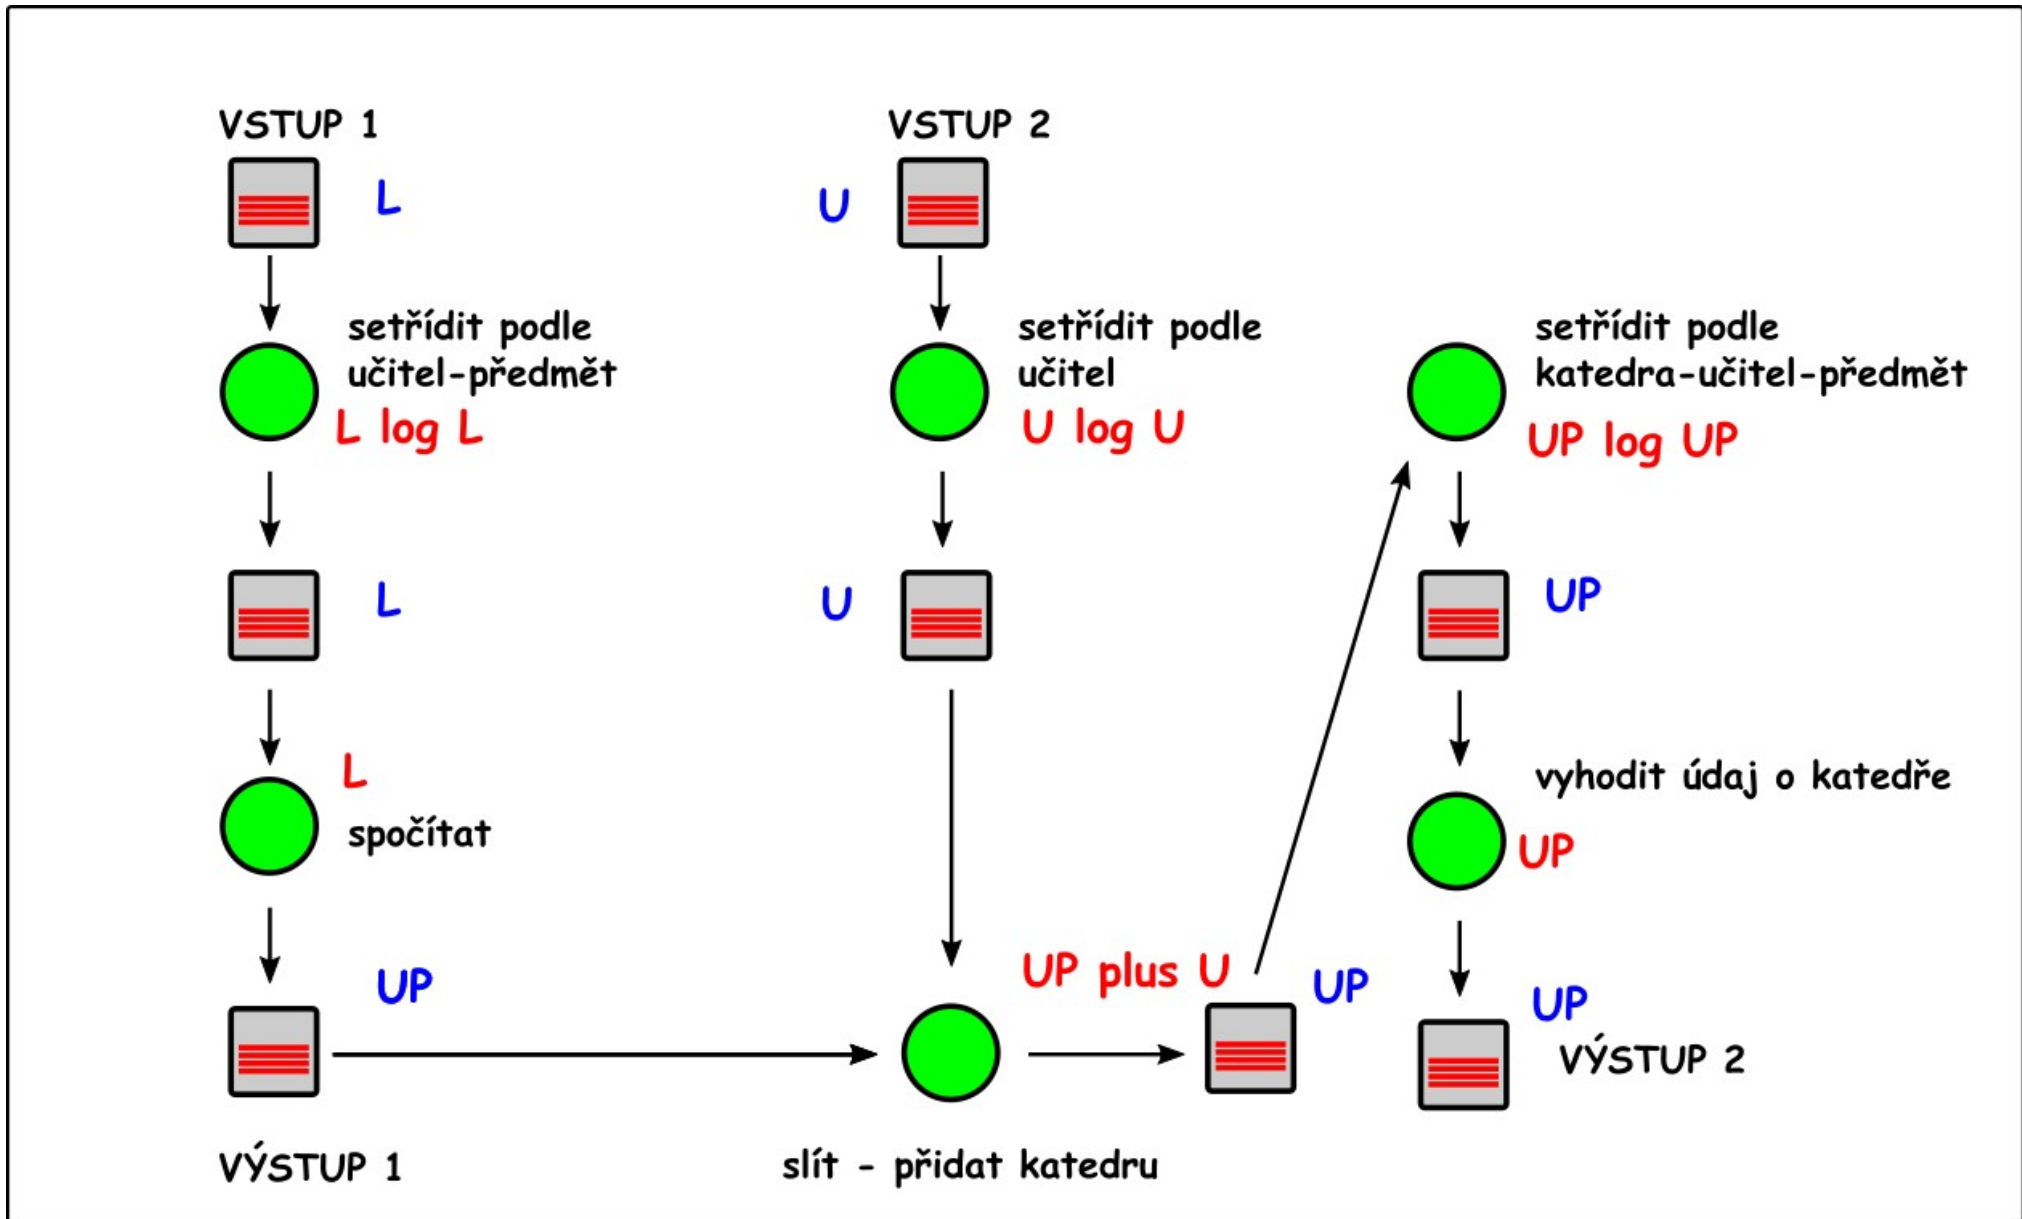 VSTUP 1
L
setřídit podle
učitel-předmět
L log L
L
L
spočítat
UP
VÝSTUP 1
VSTUP 2
U
setřídit podle
učitel
U log U
U
UP plus U
slít - přidat katedru
UP
setřídit podle
katedra-učitel-předmět
UP log UP
UP
vyhodit údaj o katedře
UP
UP
VÝSTUP 2